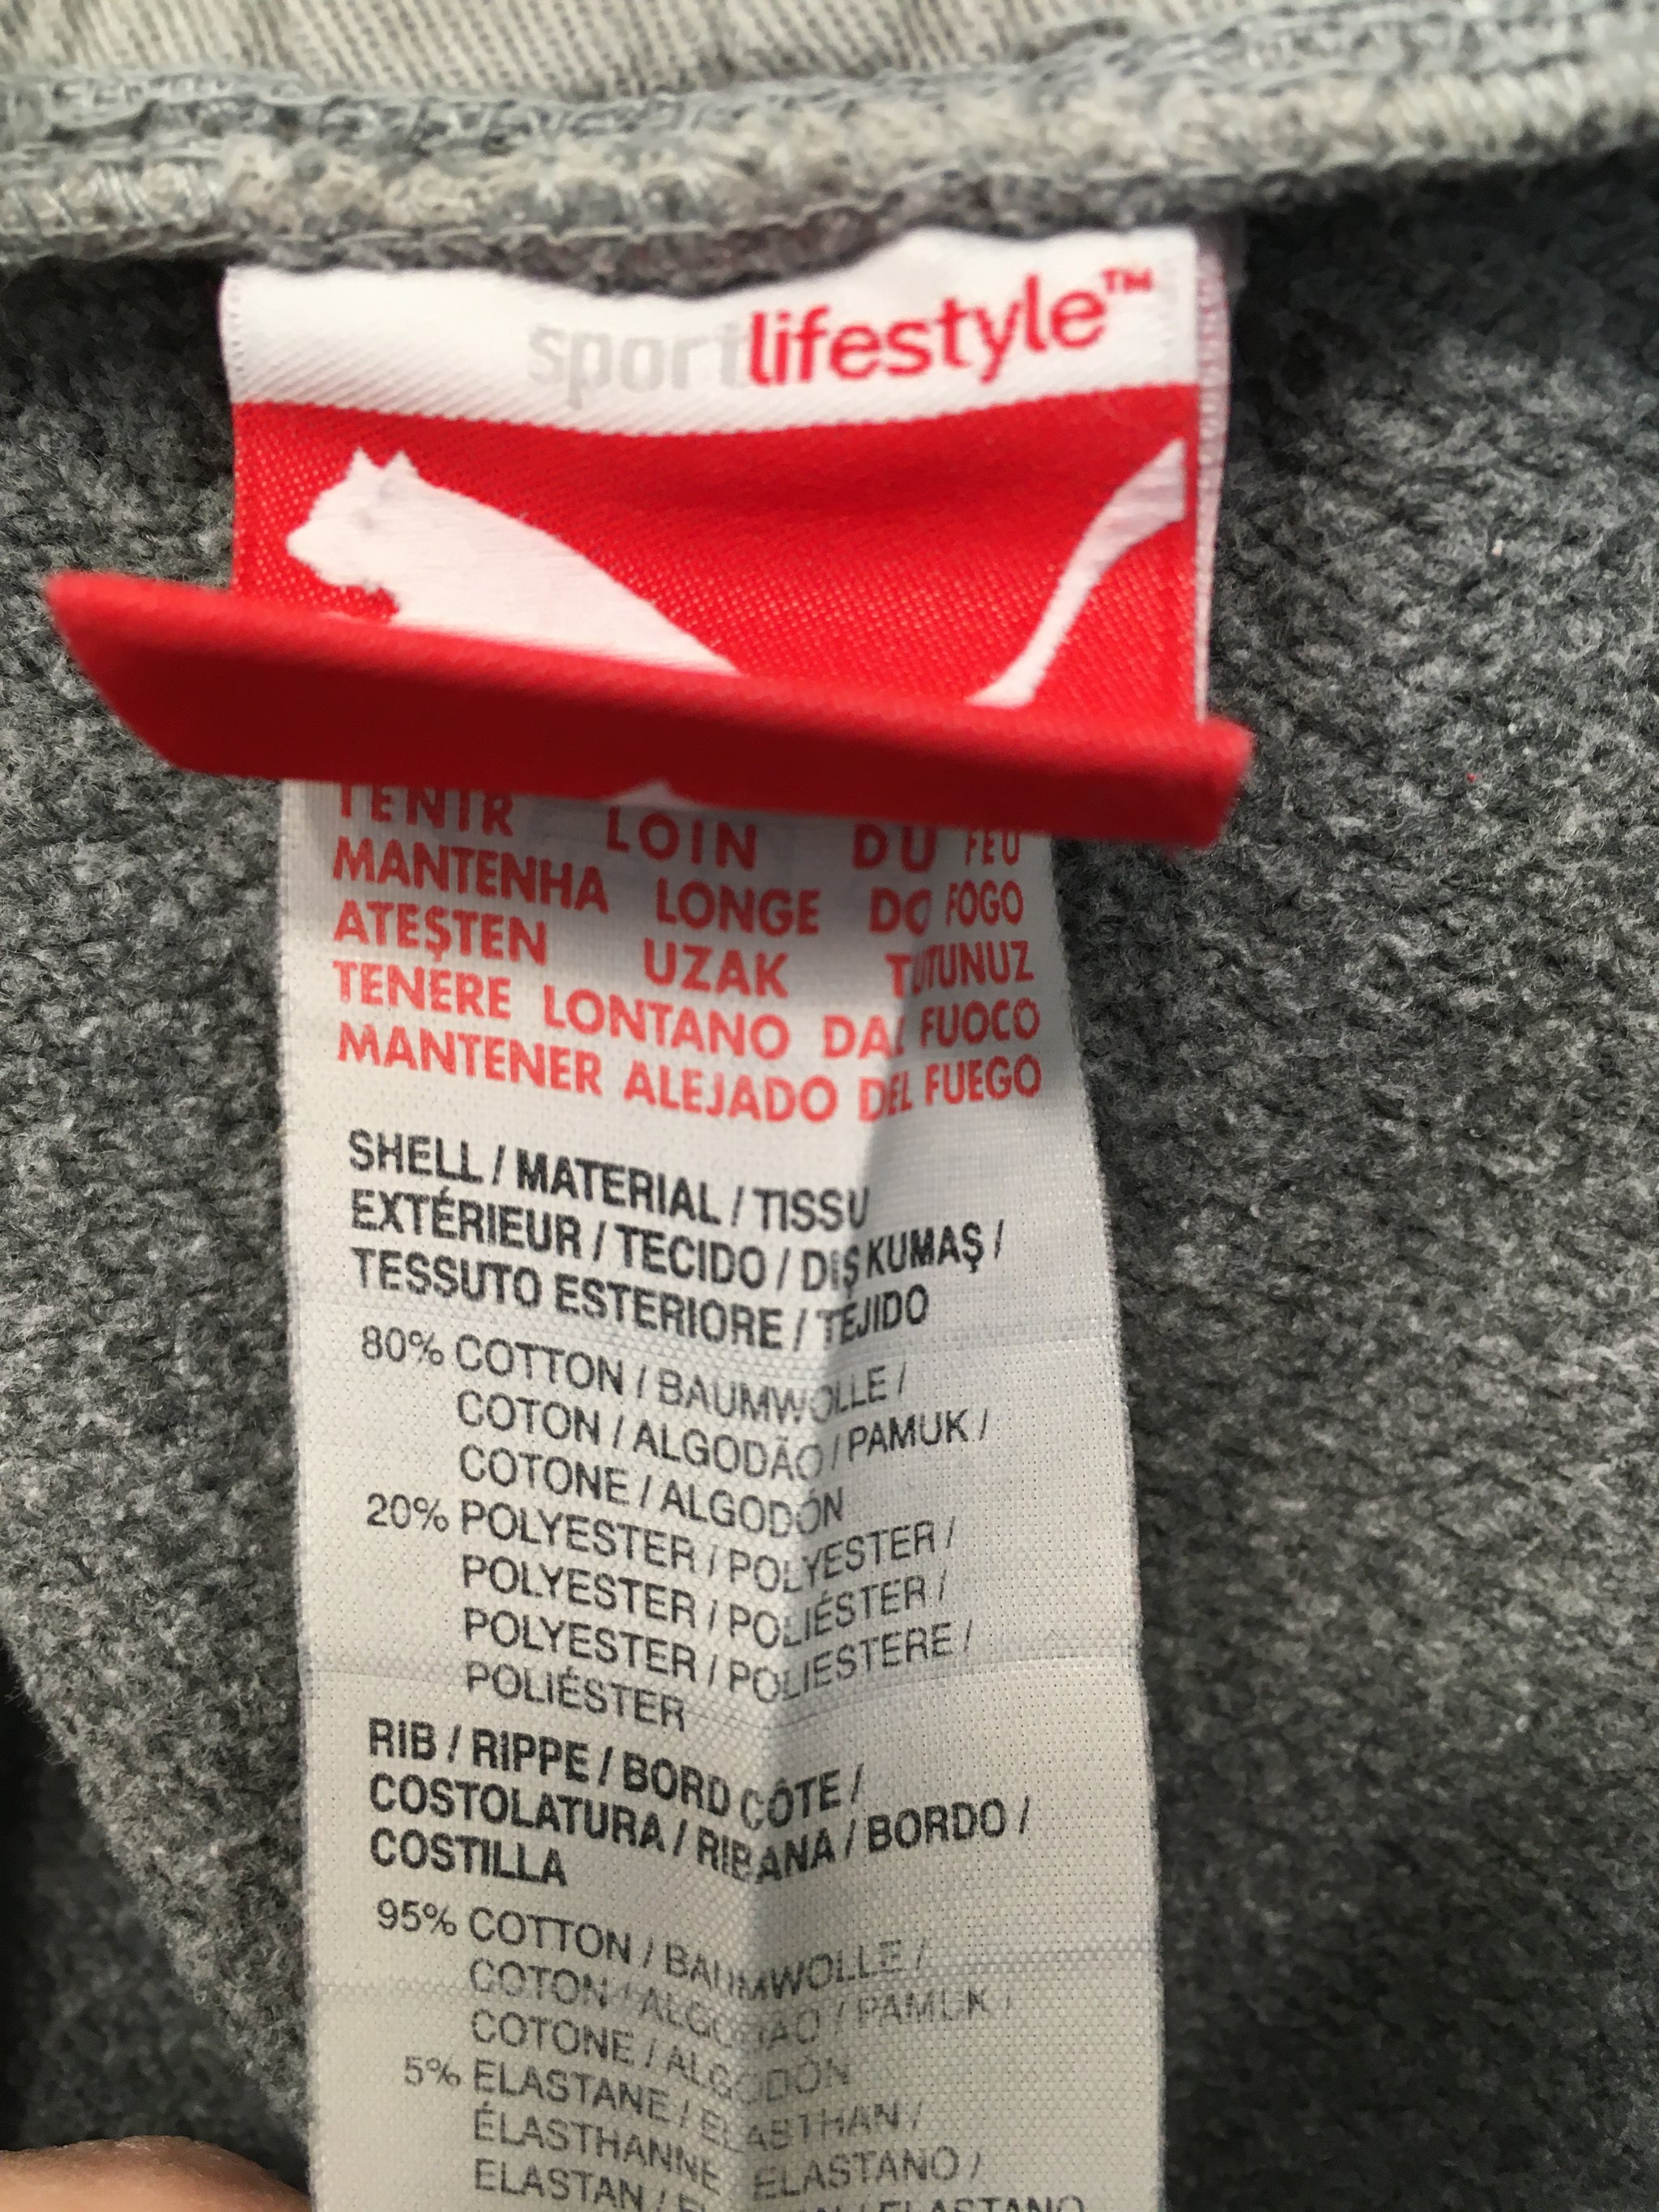 sportlifestyle™
TENIR LOIN DU FEU
MANTENHA LONGE DO FOGO
ATEŞTEN UZAK TUTUNUZ
TENERE LONTANO DAL FUOCO
MANTENER ALEJADO DEL FUEGO
SHELL / MATERIAL / TISSU
EXTÉRIEUR / TECIDO / DIŞ KUMAŞ /
TESSUTO ESTERIORE / TEJIDO
80% COTTON / BAUMWOLLE /
COTON / ALGODÃO / PAMUK /
COTONE / ALGODÓN
20% POLYESTER / POLYESTER /
POLYESTER / POLIÉSTER /
POLYESTER / POLIESTERE /
POLIÉSTER
RIB / RIPPE / BORD CÔTE /
COSTOLATURA / RIBANA / BORDO /
COSTILLA
95% COTTON / BAUMWOLLE /
COTON / ALGODÃO / PAMUK /
COTONE / ALGODÓN
5% ELASTANE / ELASTHAN /
ÉLASTHANNE ELASTANO /
ELASTAN / ELASTANO